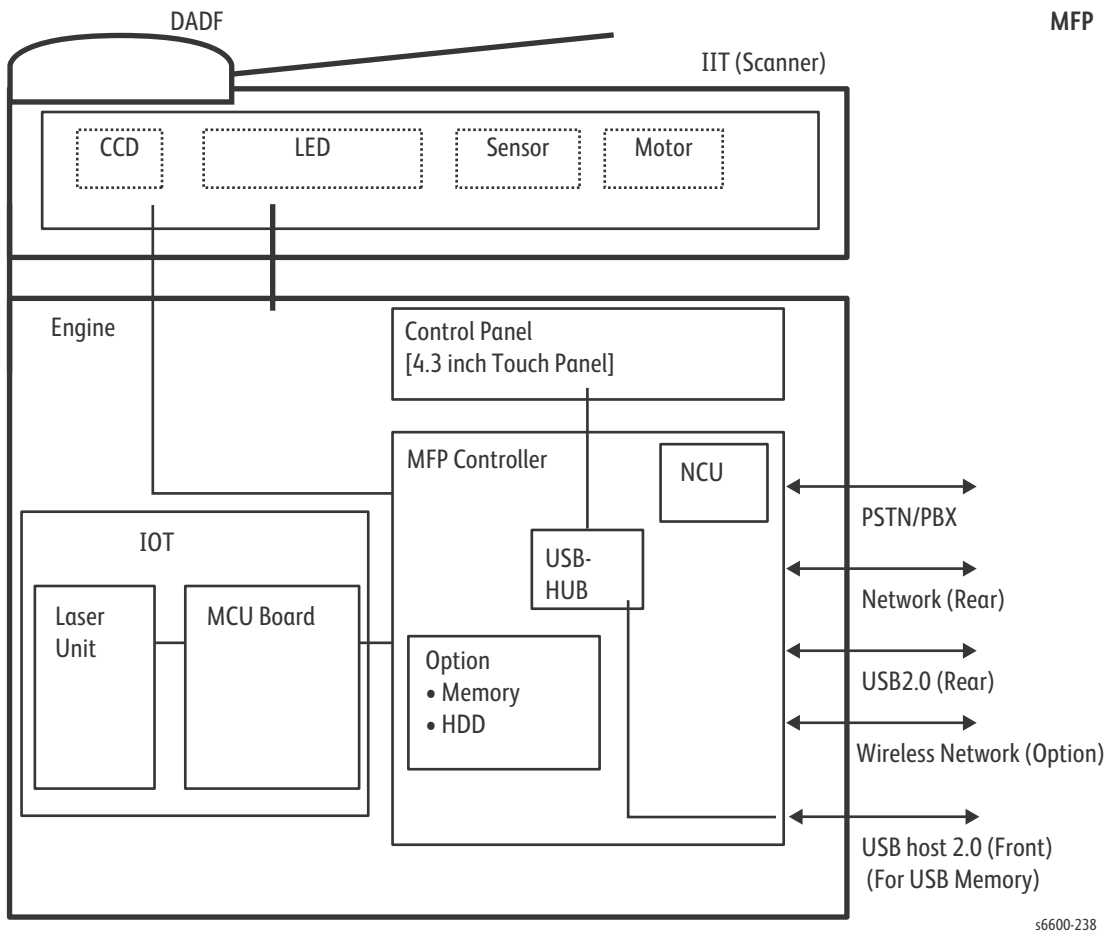 DADF
MFP
IIT (Scanner)
CCD
LED
Sensor
Motor
Engine
Control Panel
[4.3 inch Touch Panel]
MFP Controller
NCU
PSTN/PBX
IOT
USB-
HUB
Network (Rear)
Laser
Unit
MCU Board
Option
• Memory
• HDD
USB2.0 (Rear)
Wireless Network (Option)
USB host 2.0 (Front)
(For USB Memory)
s6600-238